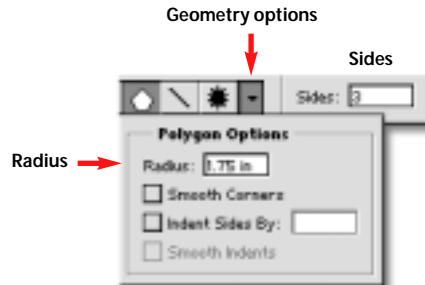 Geometry options
Sides
Sides: 3
Polygon Options
Radius
Radius: 1.75 in
Smooth Corners
Indent Sides By:
Smooth Indents